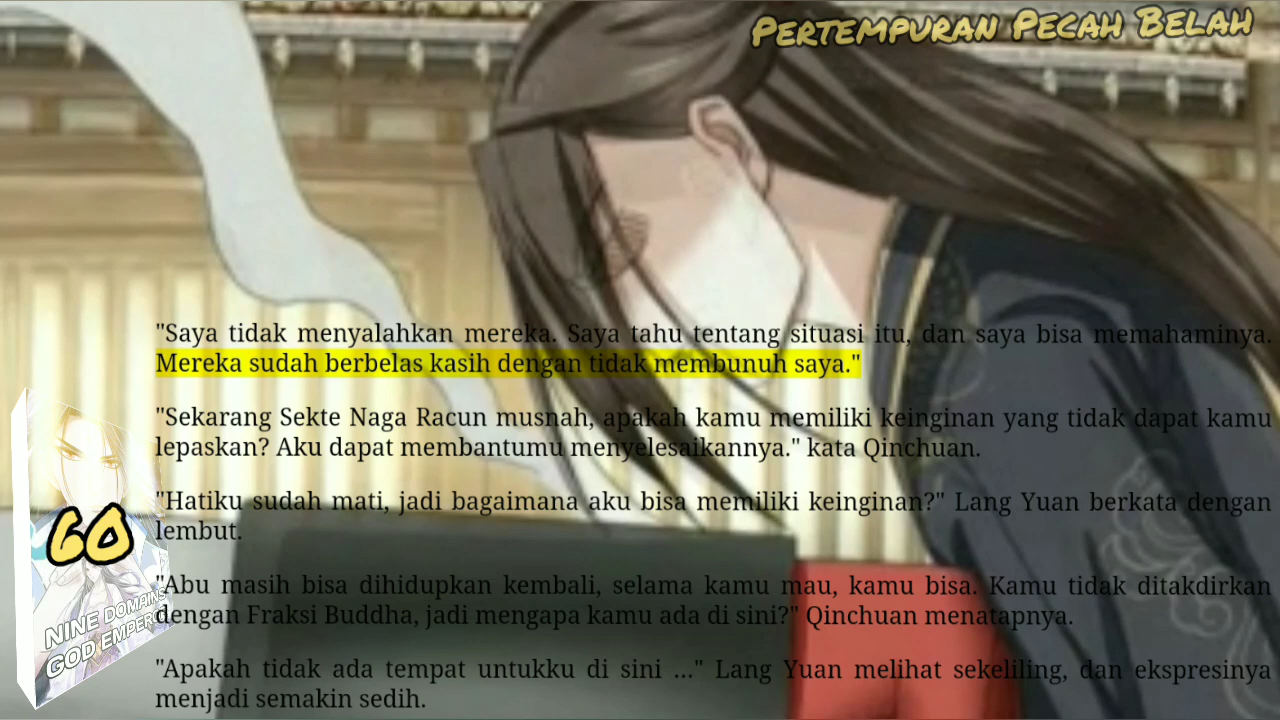 PERTEMPURAN PECAH BELAH
"Saya tidak menyalahkan mereka. Saya tahu tentang situasi itu, dan saya bisa memahaminya.
Mereka sudah berbelas kasih dengan tidak membunuh saya."
"Sekarang Sekte Naga Racun musnah, apakah kamu memiliki keinginan yang tidak dapat kamu
lepaskan? Aku dapat membantumu menyelesaikannya." kata Qinchuan.
"Hatiku sudah mati, jadi bagaimana aku bisa memiliki keinginan?" Lang Yuan berkata dengan
lembut.
"Abu masih bisa dihidupkan kembali, selama kamu mau, kamu bisa. Kamu tidak ditakdirkan
dengan Fraksi Buddha, jadi mengapa kamu ada di sini?" Qinchuan menatapnya.
"Apakah tidak ada tempat untukku di sini ..." Lang Yuan melihat sekeliling, dan ekspresinya
menjadi semakin sedih.
60
NINE DOMAINS
GOD EMPEROR